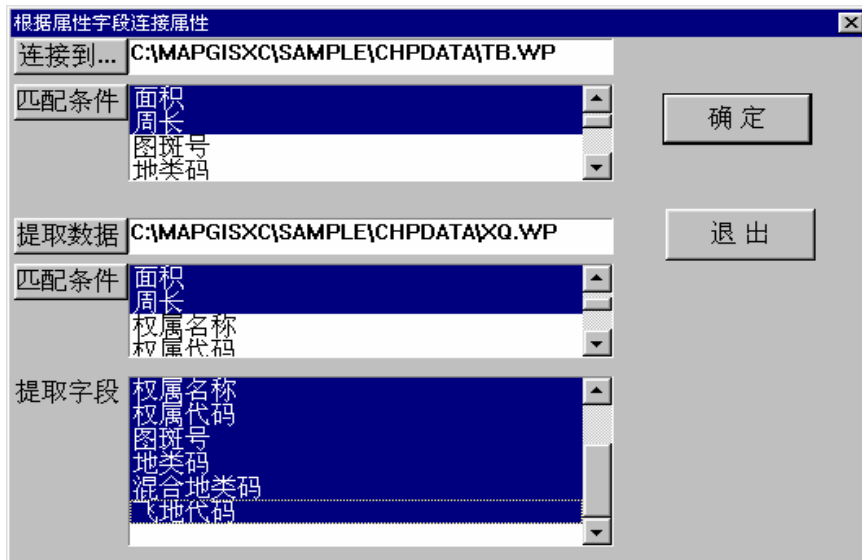 根据属性字段连接属性
连接到... C:\MAPGISXC\SAMPLE\CHPDATA\TB.WP
匹配条件 面积
周长
图斑号
地类码
确定
提取数据 C:\MAPGISXC\SAMPLE\CHPDATA\XQ.WP
退出
匹配条件 面积
周长
权属名称
权属代码
提取字段 权属名称
权属代码
图斑号
地类码
混合地类码
飞地代码